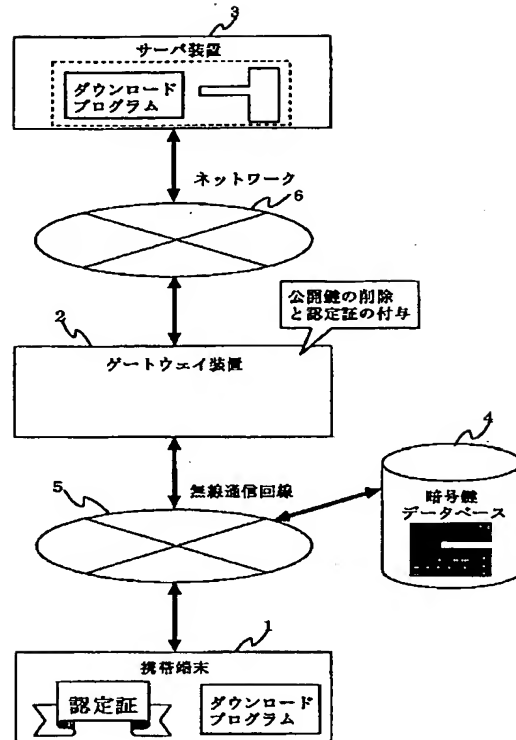 3
サーバ装置
ダウンロード
プログラム
ネットワーク
6
公開鍵の削除
と認定証の付与
2
ゲートウェイ装置
4
無線通信回線
5
暗号鍵
データベース
1
携帯端末
認定証
ダウンロード
プログラム